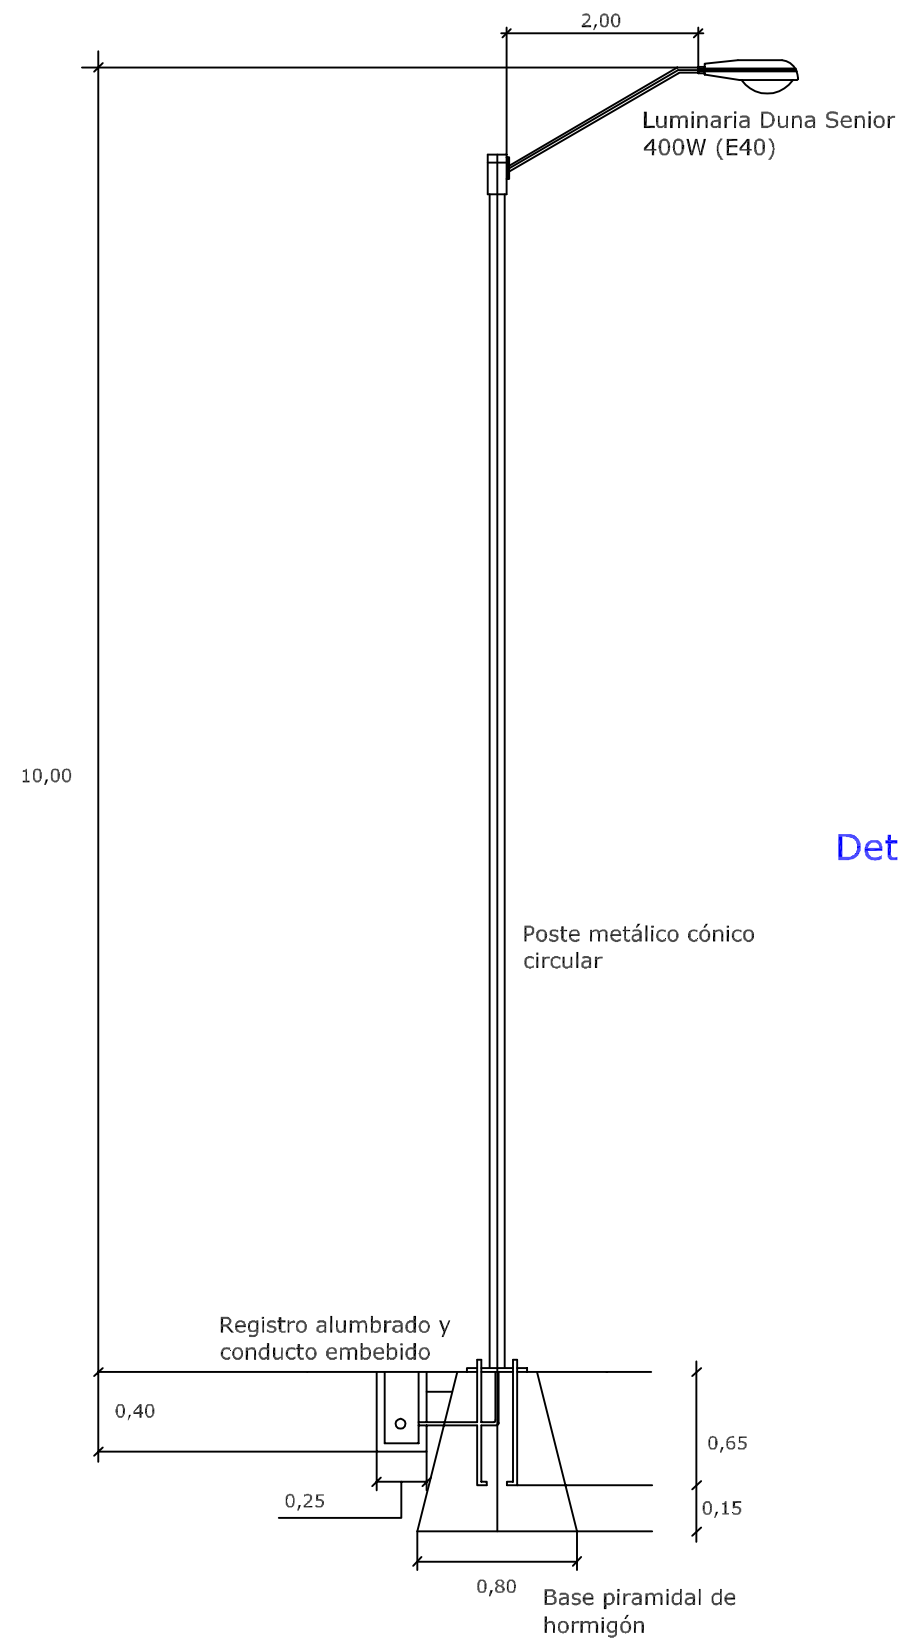 2,00
Luminaria Duna Senior
400W (E40)
10,00
Det
Poste metálico cónico
circular
Registro alumbrado y
conducto embebido
0,40
0,65
0,25
0,15
0,80
Base piramidal de
hormigón